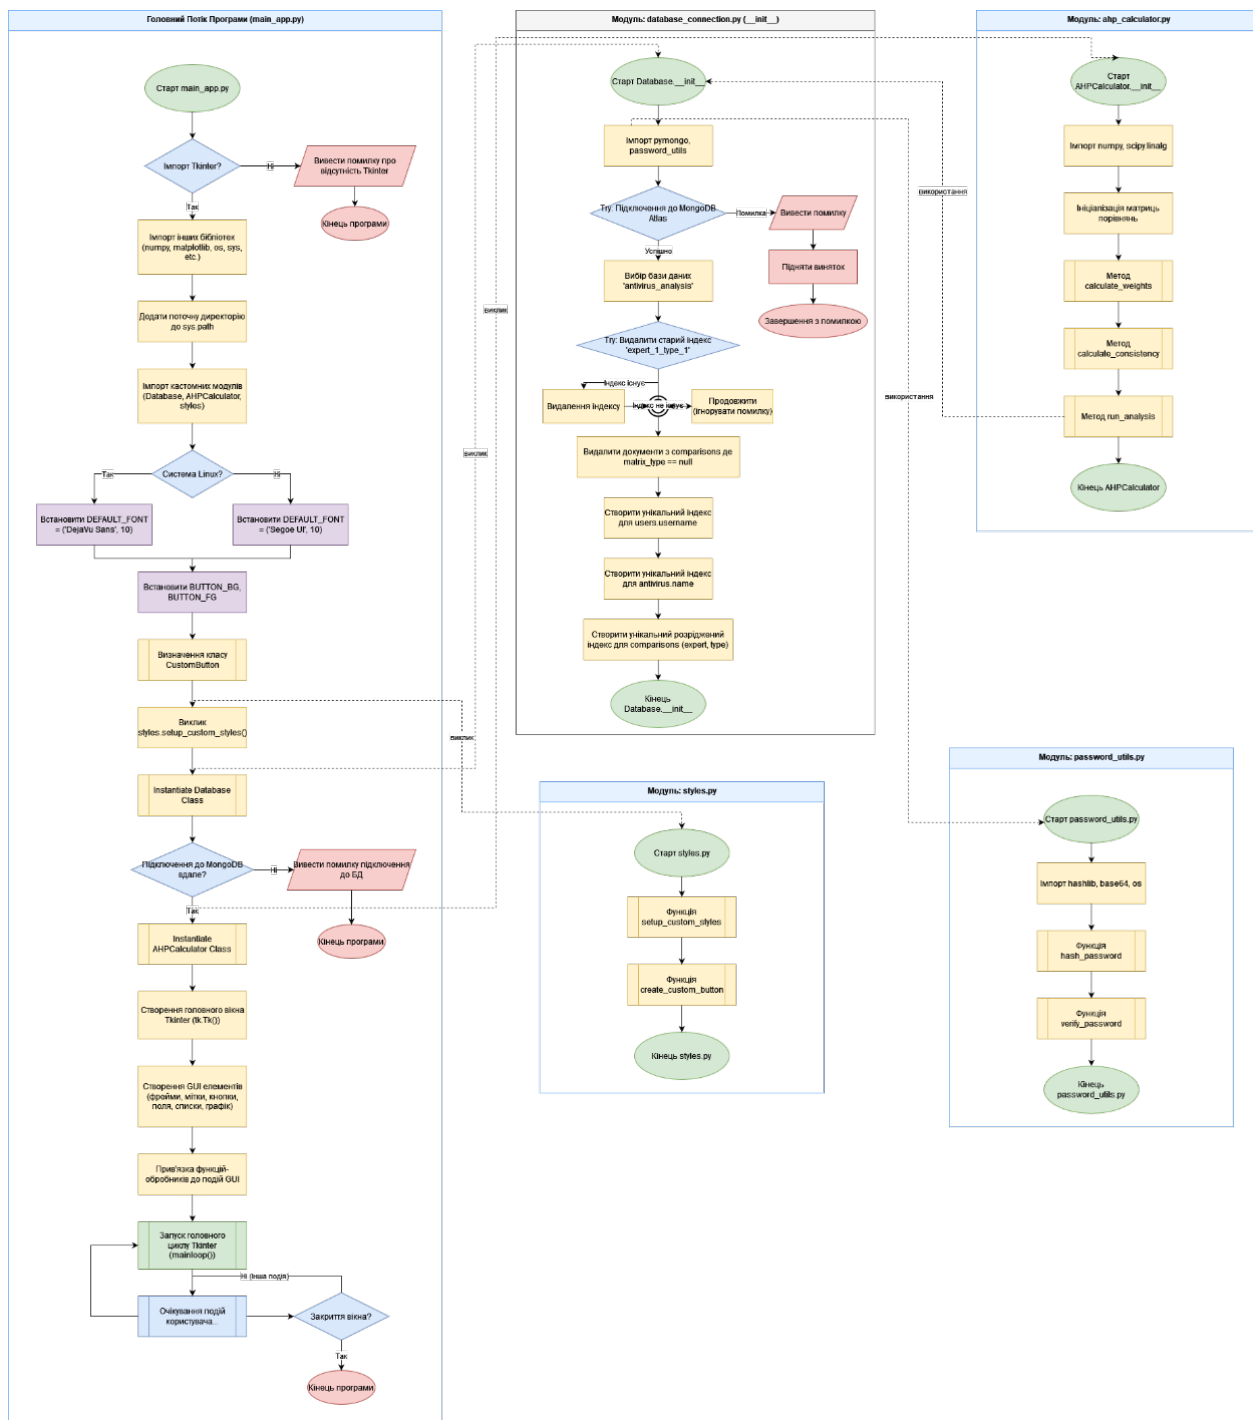 Головний Потік Програми (main_app.py)
Старт main_app.py
Імпорт Tkinter?
Ні
Вивести помилку про
відсутність Tkinter
Кінець програми
Так
Імпорт інших бібліотек
(numpy, matplotlib, os, sys,
etc.)
Додати поточну директорію
до sys.path
Імпорт кастомних модулів
(Database, AHPCalculator,
styles)
Система Linux?
Так
Ні
Встановити DEFAULT_FONT
= ('DejaVu Sans', 10)
Встановити DEFAULT_FONT
= ('Segoe UI', 10)
Встановити BUTTON_BG,
BUTTON_FG
Визначення класу
CustomButton
Виклик
styles.setup_custom_styles()
Instantiate Database
Class
Підключення до MongoDB
вдале?
Ні
Вивести помилку підключення
до БД
Кінець програми
Так
Instantiate
AHPCalculator Class
Створення головного вікна
Tkinter (tk.Tk())
Створення GUI елементів
(фрейми, мітки, кнопки,
поля, списки, графік)
Прив'язка функцій-
обробників до подій GUI
Запуск головного
циклу Tkinter
(mainloop())
Ні (інша подія)
Очікування подій
користувача...
Закриття вікна?
Так
Кінець програми
Модуль: database_connection.py (__init__)
Старт Database.__init__
Імпорт pymongo,
password_utils
Try: Підключення до MongoDB
Atlas
Помилка
Вивести помилку
Підняти виняток
Завершення з помилкою
Успішно
Вибір бази даних
'antivirus_analysis'
Try: Видалити старий індекс
'expert_1_type_1'
Індекс існує
Видалення індексу
Індекс не існує
Продовжити
(ігнорувати помилку)
Видалити документи з comparisons де
matrix_type == null
Створити унікальний індекс
для users.username
Створити унікальний індекс
для antivirus.name
Створити унікальний розріджений
індекс для comparisons (expert, type)
Кінець
Database.__init__
виклик
виклик
виклик
використання
використання
Модуль: styles.py
Старт styles.py
Функція
setup_custom_styles
Функція
create_custom_button
Кінець styles.py
Модуль: ahp_calculator.py
Старт
AHPCalculator.__init__
Імпорт numpy, scipy.linalg
Ініціалізація матриць
порівнянь
Метод
calculate_weights
Метод
calculate_consistency
Метод run_analysis
Кінець AHPCalculator
Модуль: password_utils.py
Старт password_utils.py
Імпорт hashlib, base64, os
Функція
hash_password
Функція
verify_password
Кінець
password_utils.py